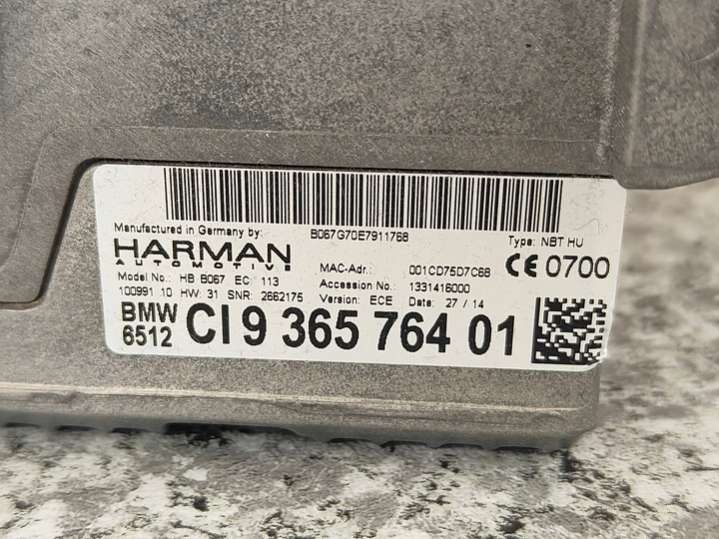 B067G70E7911768
Manufactured in Germany by: Type: NBT HU
HARMAN
AUTOMOTIVE
MAC-Adr.: 001CD75D7C68 CE 0700
Model No.: HB B067 EC: 113 Accession No.: 1331416000
100991 10 HW: 31 SNR: 2662175 Version: ECE Date: 27 / 14
BMW
6512 CI 9 365 764 01